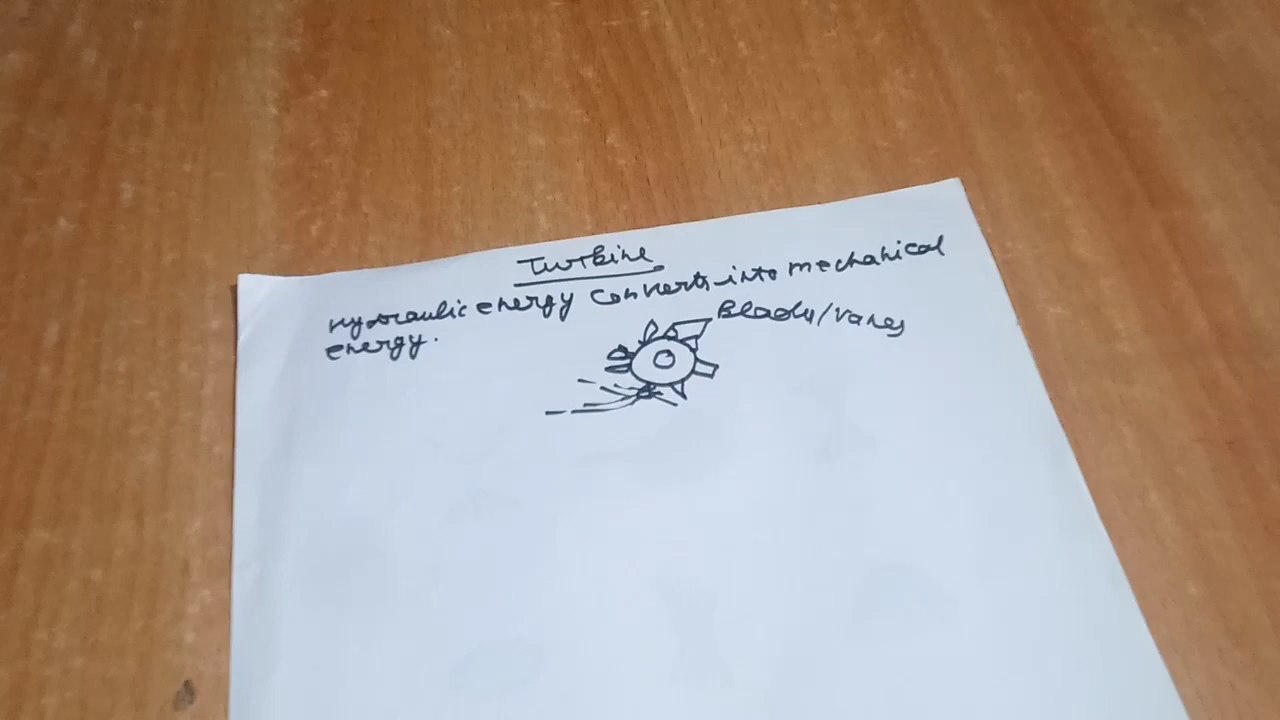 Turbine
Hydraulic energy converts into mechanical
energy.
Blades/vanes